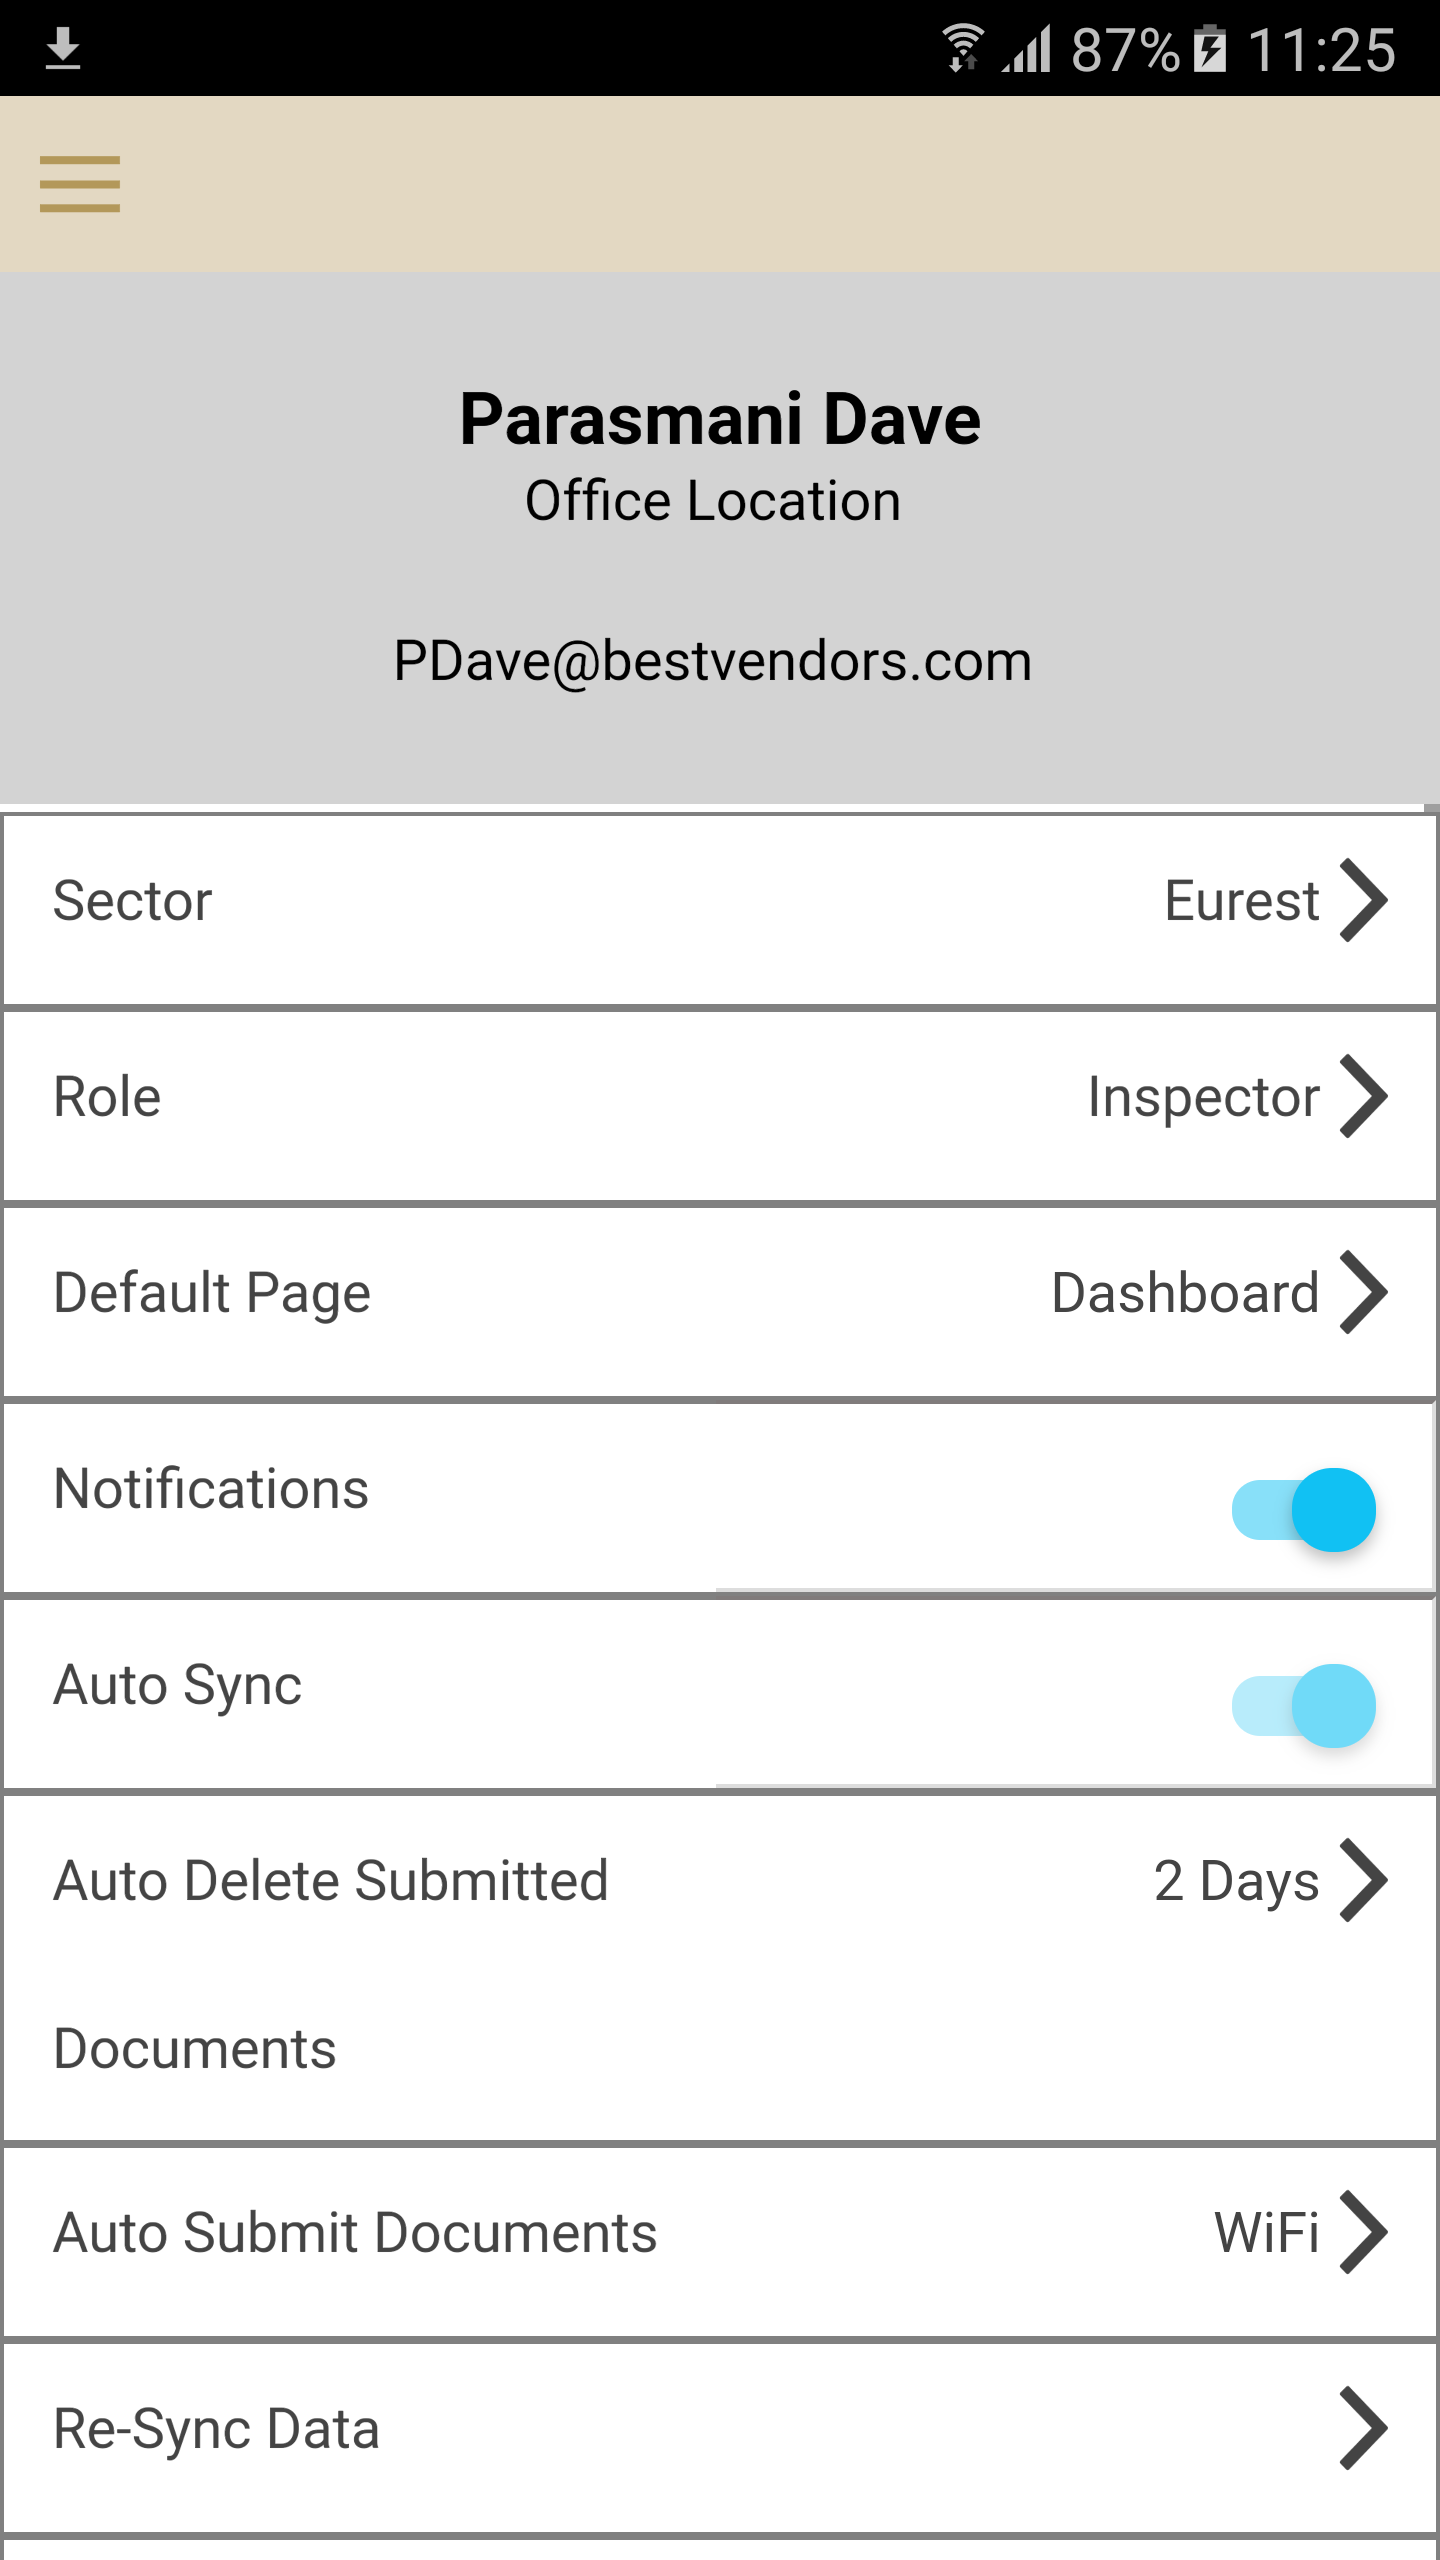 87% 11:25
Parasmani Dave
Office Location
PDave@bestvendors.com
Sector Eurest
Role Inspector
Default Page Dashboard
Notifications
Auto Sync
Auto Delete Submitted 2 Days
Documents
Auto Submit Documents WiFi
Re-Sync Data